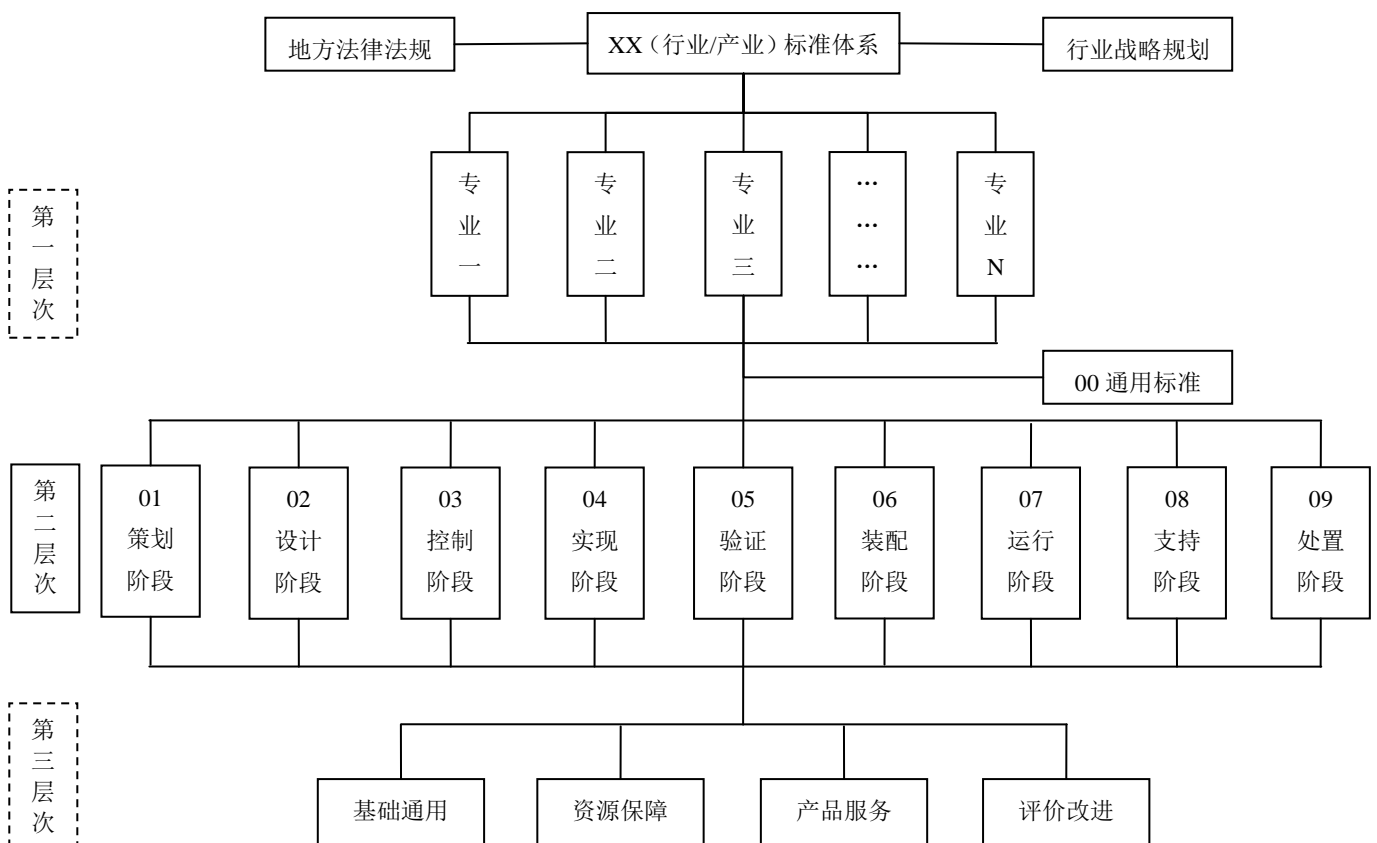 地方法律法规
XX（行业/产业）标准体系
行业战略规划
第一层次
专业一
专业二
专业三
………
专业N
00 通用标准
第二层次
01
策划
阶段
02
设计
阶段
03
控制
阶段
04
实现
阶段
05
验证
阶段
06
装配
阶段
07
运行
阶段
08
支持
阶段
09
处置
阶段
第三层次
基础通用
资源保障
产品服务
评价改进